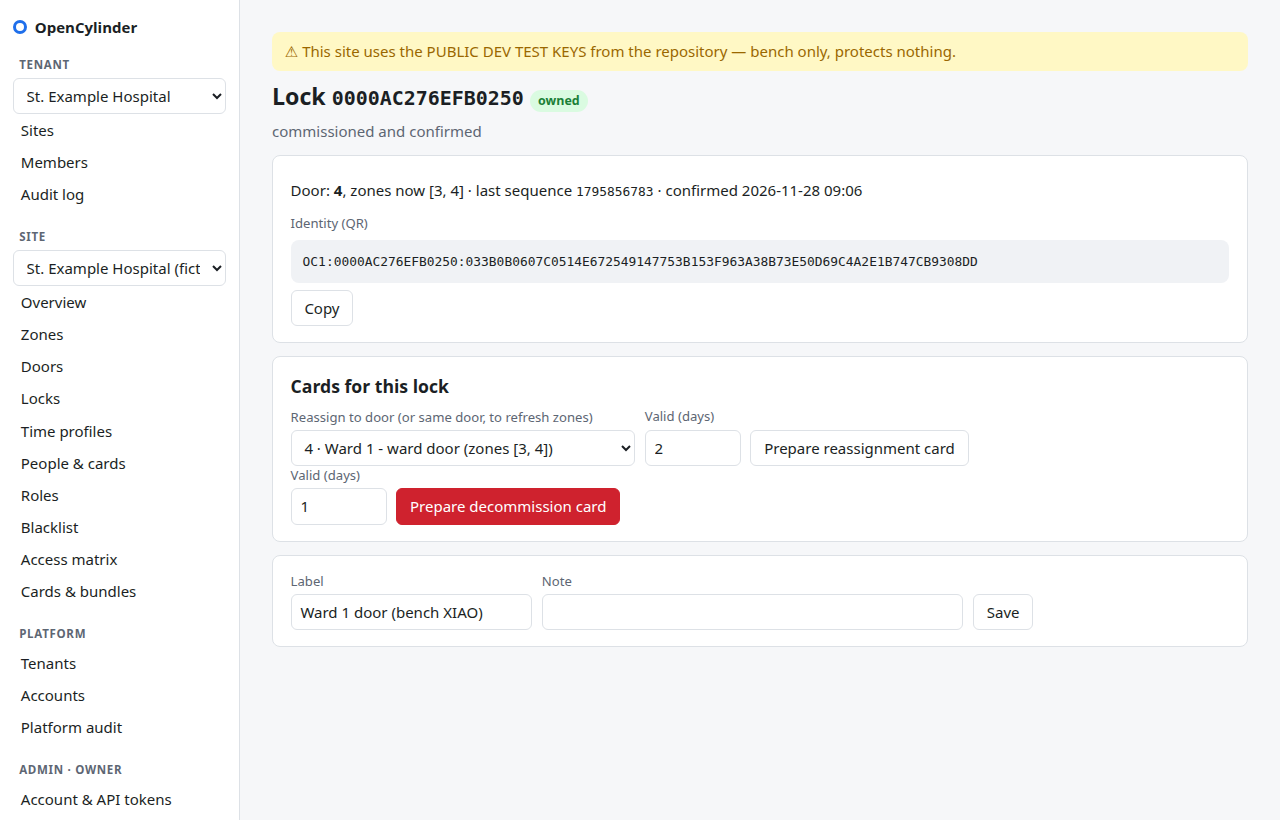 OpenCylinder
TENANT
St. Example Hospital
Sites
Members
Audit log
SITE
St. Example Hospital (fict
Overview
Zones
Doors
Locks
Time profiles
People & cards
Roles
Blacklist
Access matrix
Cards & bundles
PLATFORM
Tenants
Accounts
Platform audit
ADMIN · OWNER
Account & API tokens
⚠ This site uses the PUBLIC DEV TEST KEYS from the repository — bench only, protects nothing.
Lock 0000AC276EFB0250 owned
commissioned and confirmed
Door: 4, zones now [3, 4] · last sequence 1795856783 · confirmed 2026-11-28 09:06
Identity (QR)
OC1:0000AC276EFB0250:033B0B0607C0514E672549147753B153F963A38B73E50D69C4A2E1B747CB9308DD
Copy
Cards for this lock
Reassign to door (or same door, to refresh zones) Valid (days)
4 · Ward 1 - ward door (zones [3, 4]) 2 Prepare reassignment card
Valid (days)
1 Prepare decommission card
Label Note
Ward 1 door (bench XIAO) Save